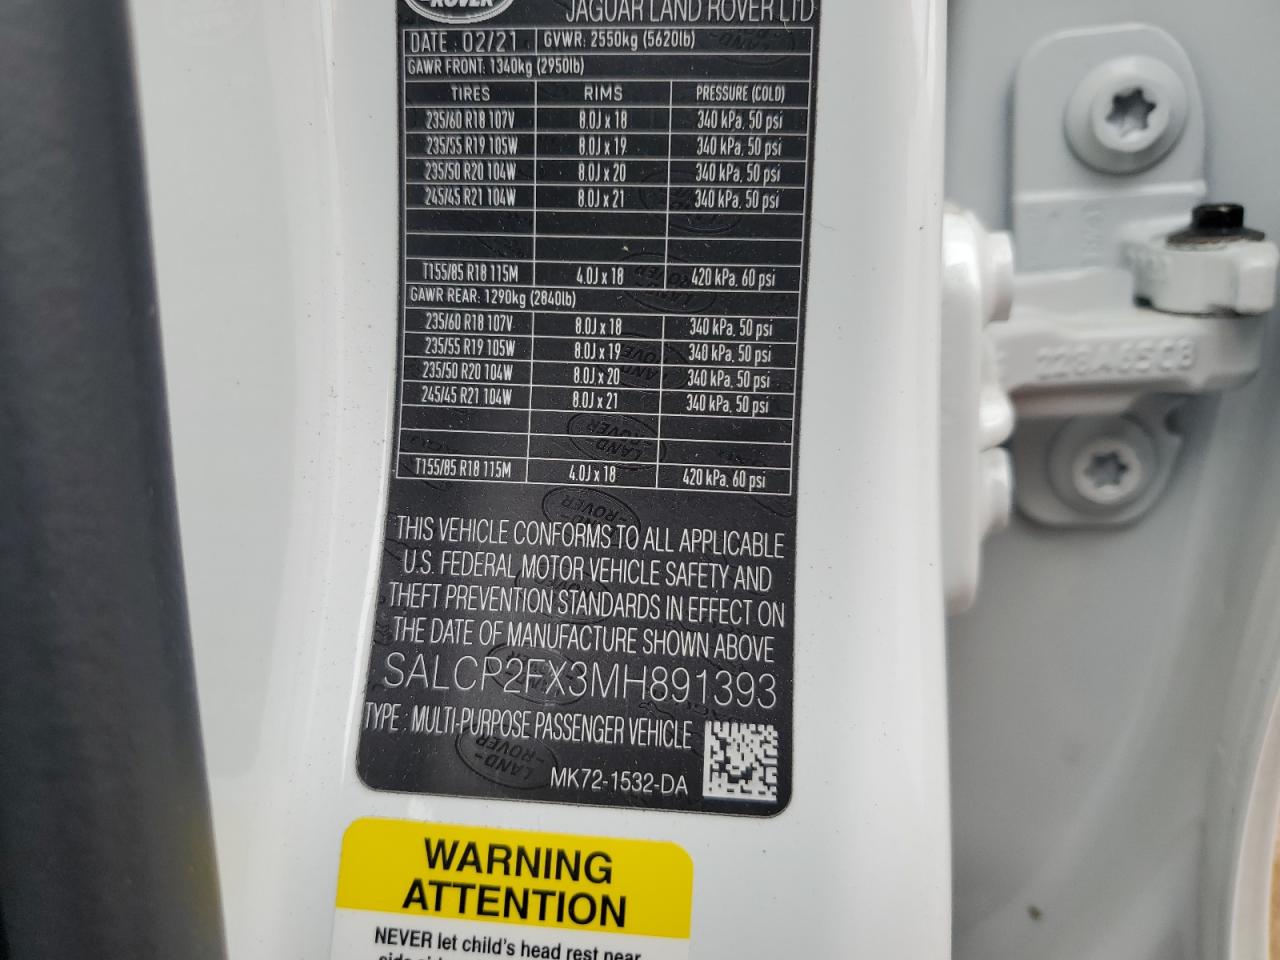 ROVER
JAGUAR LAND ROVER LTD
DATE : 02/21 GVWR: 2550kg (5620lb)
GAWR FRONT: 1340kg (2950lb)
TIRES RIMS PRESSURE (COLD)
235/60 R18 107V 8.0J x 18 340 kPa, 50 psi
235/55 R19 105W 8.0J x 19 340 kPa, 50 psi
235/50 R20 104W 8.0J x 20 340 kPa, 50 psi
245/45 R21 104W 8.0J x 21 340 kPa, 50 psi
T155/85 R18 115M 4.0J x 18 420 kPa, 60 psi
GAWR REAR: 1290kg (2840lb)
235/60 R18 107V 8.0J x 18 340 kPa, 50 psi
235/55 R19 105W 8.0J x 19 340 kPa, 50 psi
235/50 R20 104W 8.0J x 20 340 kPa, 50 psi
245/45 R21 104W 8.0J x 21 340 kPa, 50 psi
T155/85 R18 115M 4.0J x 18 420 kPa, 60 psi
THIS VEHICLE CONFORMS TO ALL APPLICABLE
U.S. FEDERAL MOTOR VEHICLE SAFETY AND
THEFT PREVENTION STANDARDS IN EFFECT ON
THE DATE OF MANUFACTURE SHOWN ABOVE
SALCP2FX3MH891393
TYPE : MULTI-PURPOSE PASSENGER VEHICLE
MK72-1532-DA
WARNING
ATTENTION
NEVER let child's head rest near